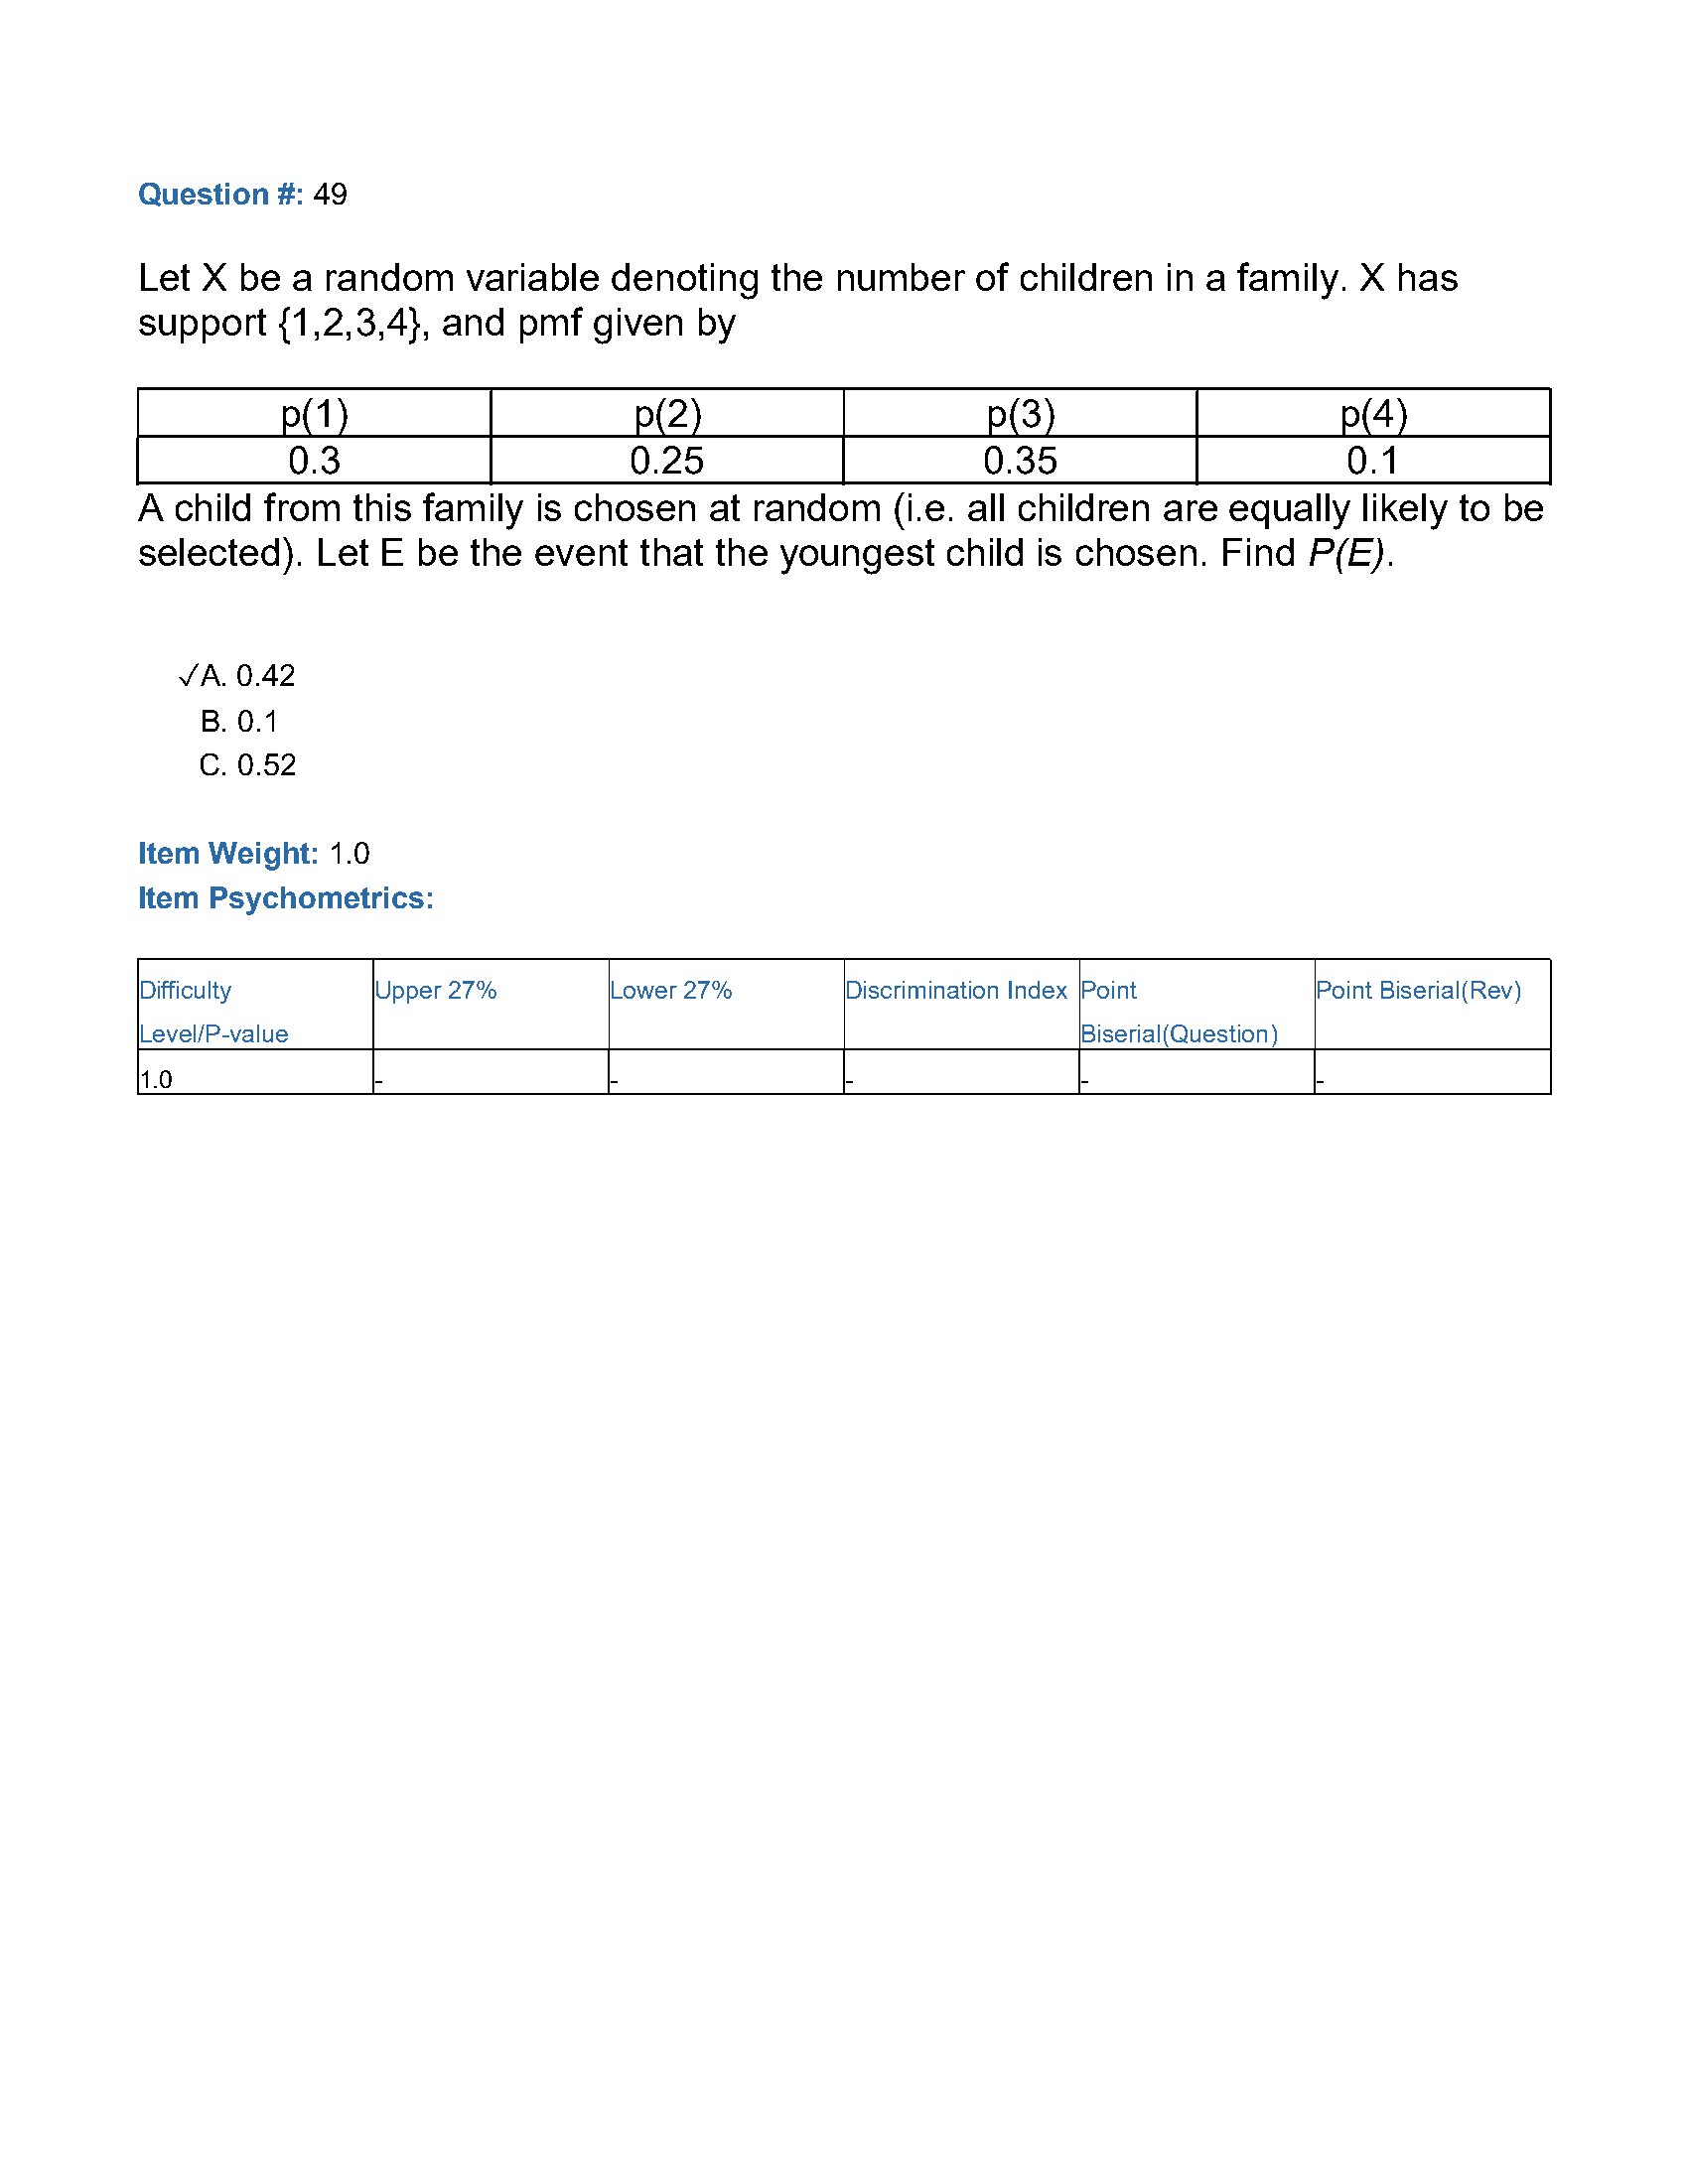 Question #: 49
Let X be a random variable denoting the number of children in a family. X has
support {1,2,3,4}, and pmf given by
p(1) p(2) p(3) p(4)
0.3 0.25 0.35 0.1
A child from this family is chosen at random (i.e. all children are equally likely to be
selected). Let E be the event that the youngest child is chosen. Find P(E).
✓A. 0.42
B. 0.1
C. 0.52
Item Weight: 1.0
Item Psychometrics:
Difficulty Upper 27% Lower 27% Discrimination Index Point Point Biserial(Rev)
Level/P-value Biserial(Question)
1.0 - - - - -